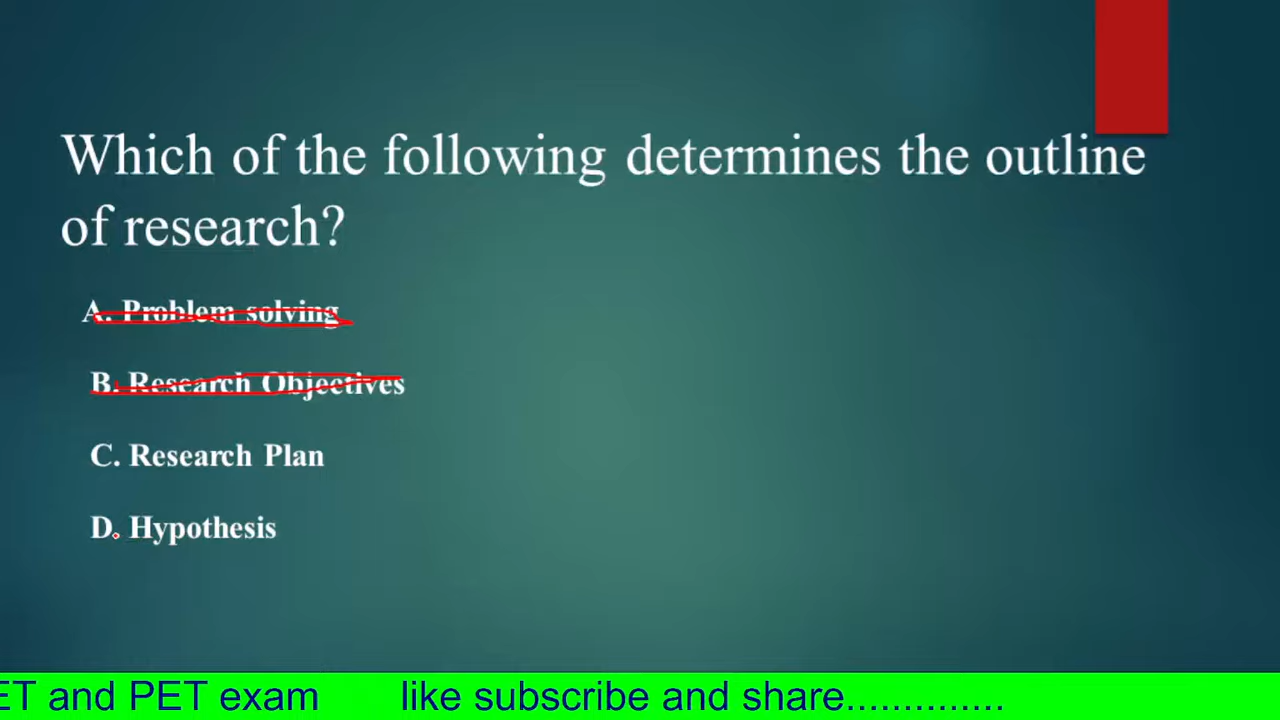 Which of the following determines the outline
of research?
A. Problem solving
B. Research Objectives
C. Research Plan
D. Hypothesis
ET and PET exam like subscribe and share..............